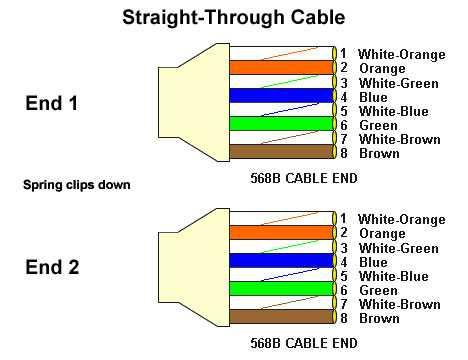 Straight-Through Cable
End 1
1 White-Orange
2 Orange
3 White-Green
4 Blue
5 White-Blue
6 Green
7 White-Brown
8 Brown
568B CABLE END
Spring clips down
End 2
1 White-Orange
2 Orange
3 White-Green
4 Blue
5 White-Blue
6 Green
7 White-Brown
8 Brown
568B CABLE END